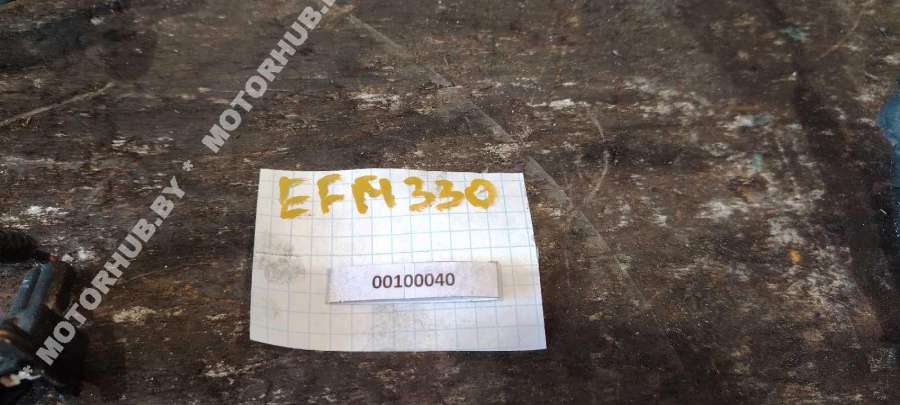 MOTORHUB.BY * MOTORHUB.BY *
EFM330
00100040